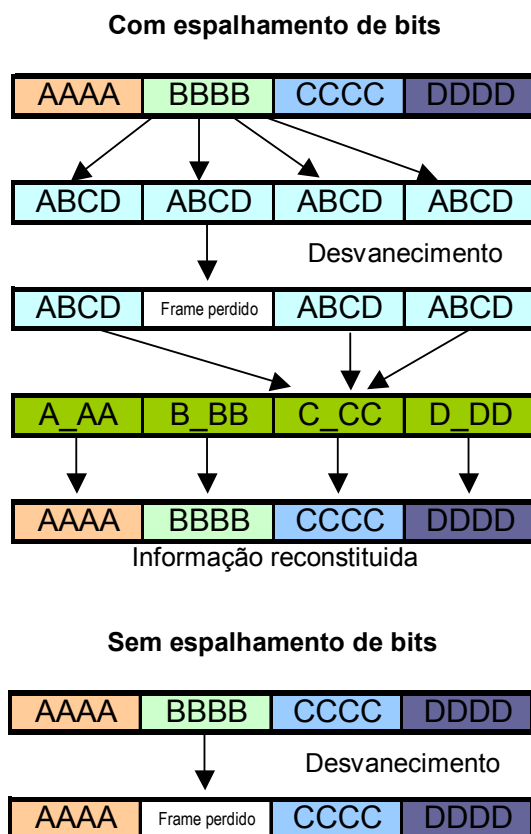 Com espalhamento de bits
AAAA BBBB CCCC DDDD
ABCD ABCD ABCD ABCD
Desvanecimento
ABCD Frame perdido ABCD ABCD
A_AA B_BB C_CC D_DD
AAAA BBBB CCCC DDDD
Informação reconstituida
Sem espalhamento de bits
AAAA BBBB CCCC DDDD
Desvanecimento
AAAA Frame perdido CCCC DDDD